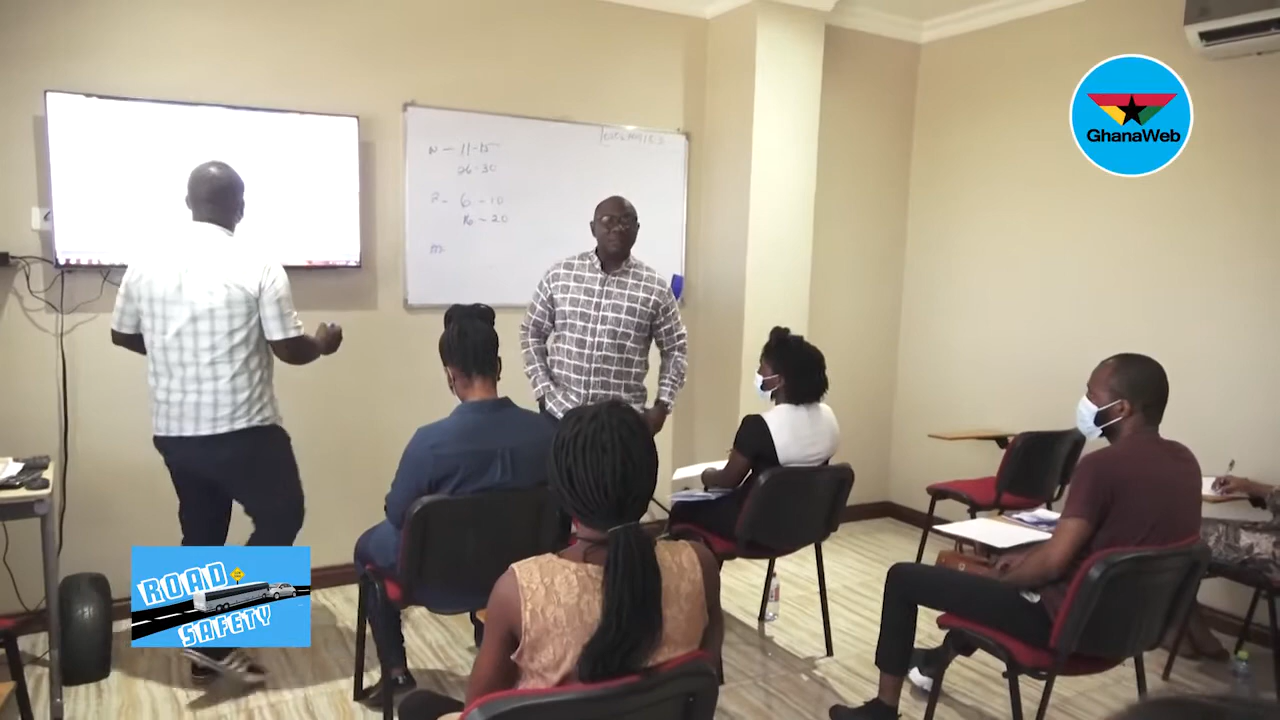 GhanaWeb
N - 11-15
26-30
P - 6 - 10
16 - 20
m
ROAD
SAFETY